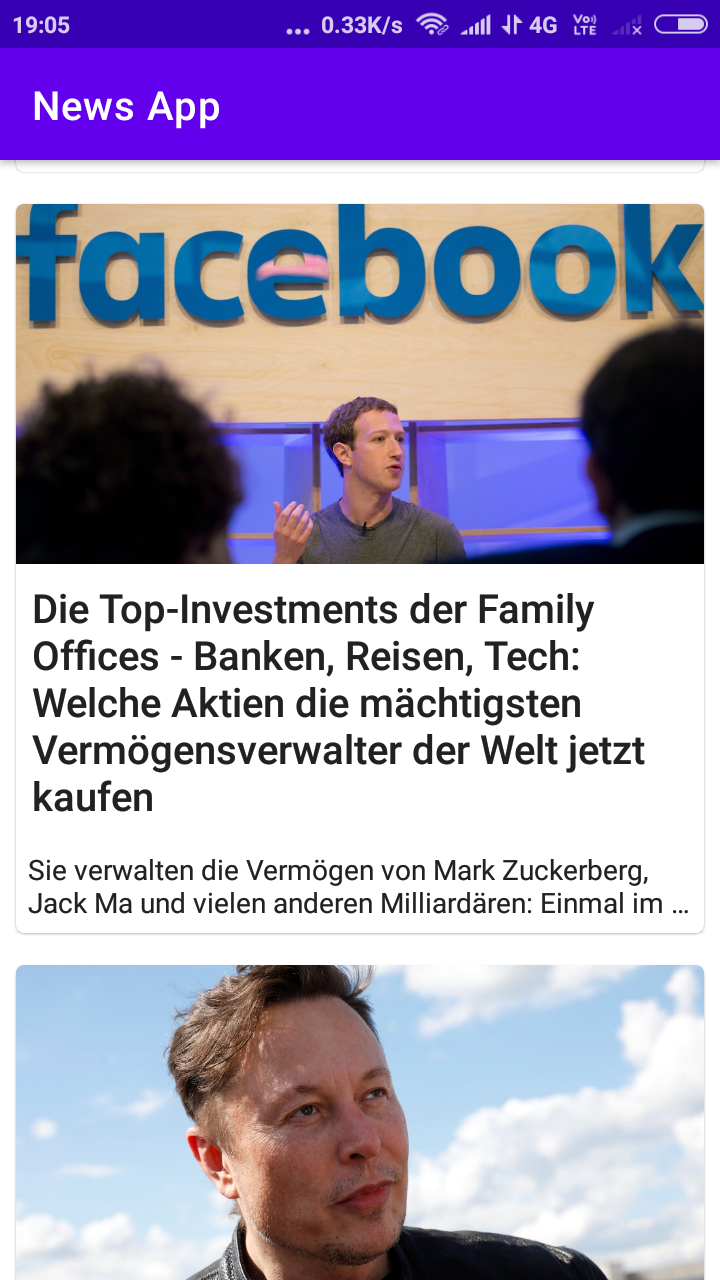 19:05 ... 0.33K/s 4G Vo)) LTE
News App
facebook
Die Top-Investments der Family
Offices - Banken, Reisen, Tech:
Welche Aktien die mächtigsten
Vermögensverwalter der Welt jetzt
kaufen
Sie verwalten die Vermögen von Mark Zuckerberg,
Jack Ma und vielen anderen Milliardären: Einmal im ...